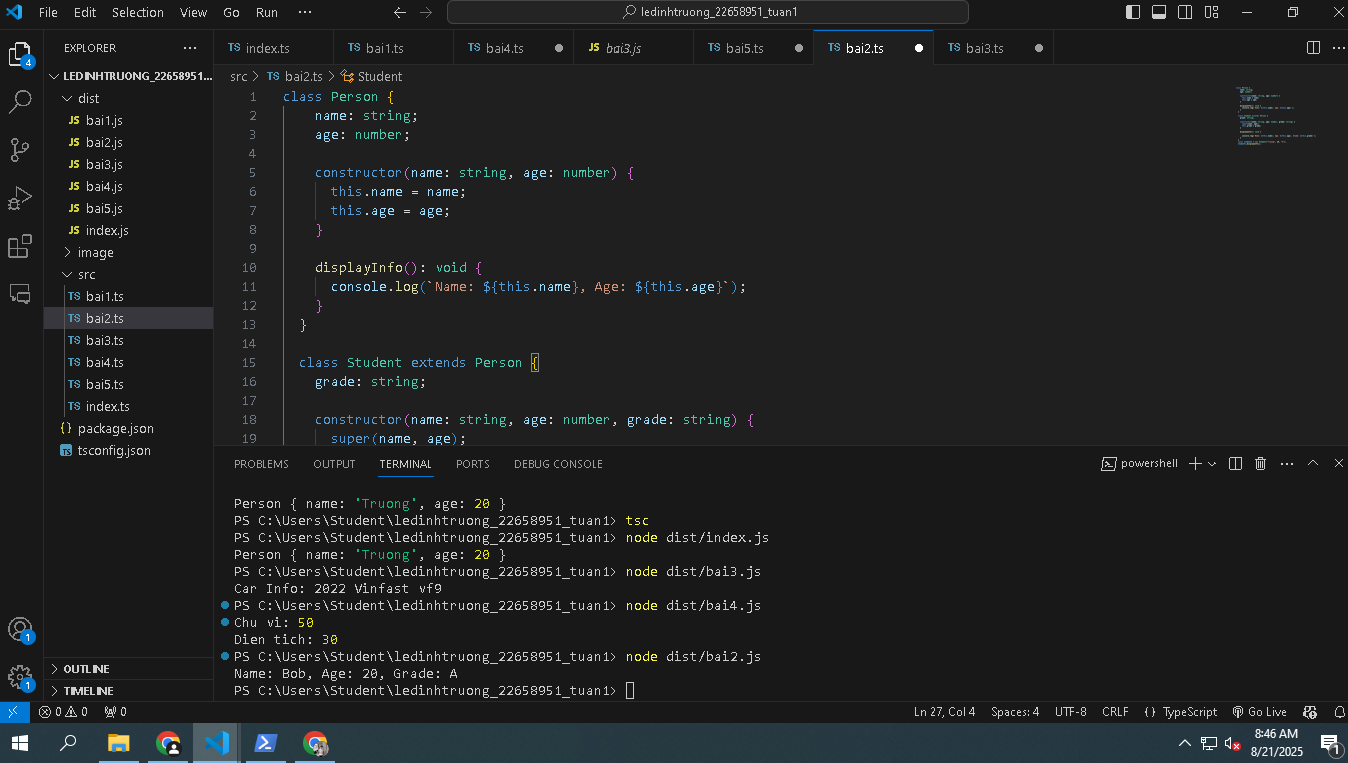 File Edit Selection View Go Run ···
ledinhtruong_22658951_tuan1
EXPLORER ···
LEDINHTRUONG_22658951...
dist
JS bai1.js
JS bai2.js
JS bai3.js
JS bai4.js
JS bai5.js
JS index.js
image
src
TS bai1.ts
TS bai2.ts
TS bai3.ts
TS bai4.ts
TS bai5.ts
TS index.ts
{} package.json
TS tsconfig.json
OUTLINE
TIMELINE
4
1
1
TS index.ts TS bai1.ts TS bai4.ts JS bai3.js TS bai5.ts TS bai2.ts TS bai3.ts
src > TS bai2.ts > Student
1 class Person {
2 name: string;
3 age: number;
4
5 constructor(name: string, age: number) {
6 this.name = name;
7 this.age = age;
8 }
9
10 displayInfo(): void {
11 console.log(`Name: ${this.name}, Age: ${this.age}`);
12 }
13 }
14
15 class Student extends Person {
16 grade: string;
17
18 constructor(name: string, age: number, grade: string) {
19 super(name, age);
PROBLEMS OUTPUT TERMINAL PORTS DEBUG CONSOLE
powershell
Person { name: 'Truong', age: 20 }
PS C:\Users\Student\ledinhtruong_22658951_tuan1> tsc
PS C:\Users\Student\ledinhtruong_22658951_tuan1> node dist/index.js
Person { name: 'Truong', age: 20 }
PS C:\Users\Student\ledinhtruong_22658951_tuan1> node dist/bai3.js
Car Info: 2022 Vinfast vf9
PS C:\Users\Student\ledinhtruong_22658951_tuan1> node dist/bai4.js
Chu vi: 50
Dien tich: 30
PS C:\Users\Student\ledinhtruong_22658951_tuan1> node dist/bai2.js
Name: Bob, Age: 20, Grade: A
PS C:\Users\Student\ledinhtruong_22658951_tuan1>
0 0 0
Ln 27, Col 4 Spaces: 4 UTF-8 CRLF {} TypeScript Go Live
8:46 AM
8/21/2025
1